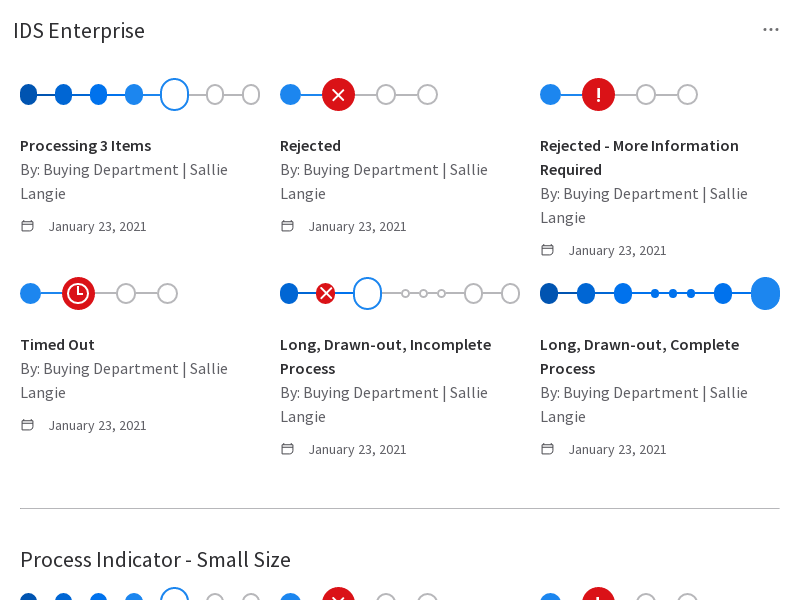 IDS Enterprise
Processing 3 Items
By: Buying Department | Sallie
Langie
January 23, 2021
Rejected
By: Buying Department | Sallie
Langie
January 23, 2021
Rejected - More Information
Required
By: Buying Department | Sallie
Langie
January 23, 2021
Timed Out
By: Buying Department | Sallie
Langie
January 23, 2021
Long, Drawn-out, Incomplete
Process
By: Buying Department | Sallie
Langie
January 23, 2021
Long, Drawn-out, Complete
Process
By: Buying Department | Sallie
Langie
January 23, 2021
Process Indicator - Small Size